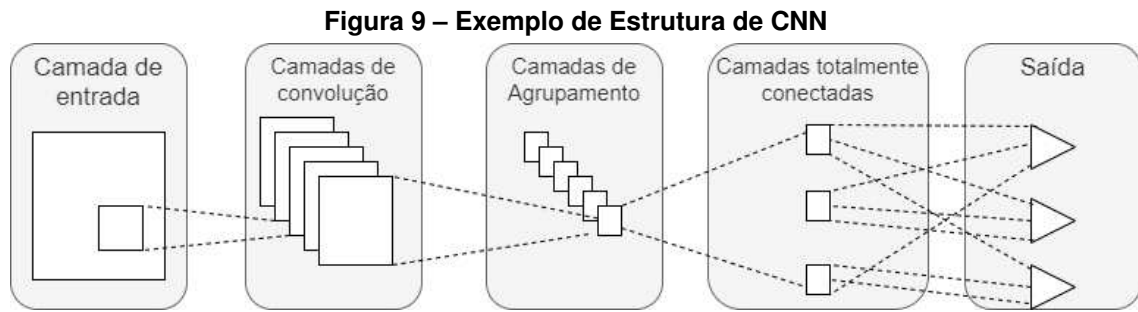 Figura 9 – Exemplo de Estrutura de CNN
Camada de
entrada
Camadas de
convolução
Camadas de
Agrupamento
Camadas totalmente
conectadas
Saída